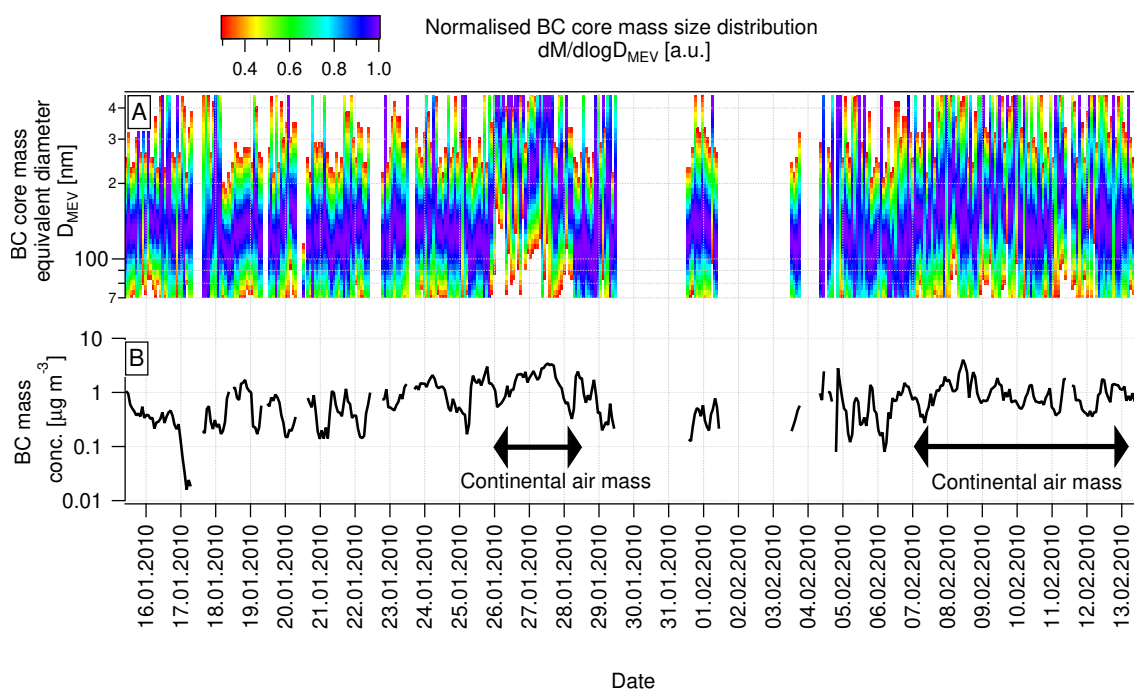 Normalised BC core mass size distribution
dM/dlogD_MEV [a.u.]
0.4 0.6 0.8 1.0
A
BC core mass
equivalent diameter
D_MEV [nm]
4
3
2
100
7
B
BC mass
conc. [µg m⁻³]
10
1
0.1
0.01
Continental air mass
Continental air mass
16.01.2010
17.01.2010
18.01.2010
19.01.2010
20.01.2010
21.01.2010
22.01.2010
23.01.2010
24.01.2010
25.01.2010
26.01.2010
27.01.2010
28.01.2010
29.01.2010
30.01.2010
31.01.2010
01.02.2010
02.02.2010
03.02.2010
04.02.2010
05.02.2010
06.02.2010
07.02.2010
08.02.2010
09.02.2010
10.02.2010
11.02.2010
12.02.2010
13.02.2010
Date